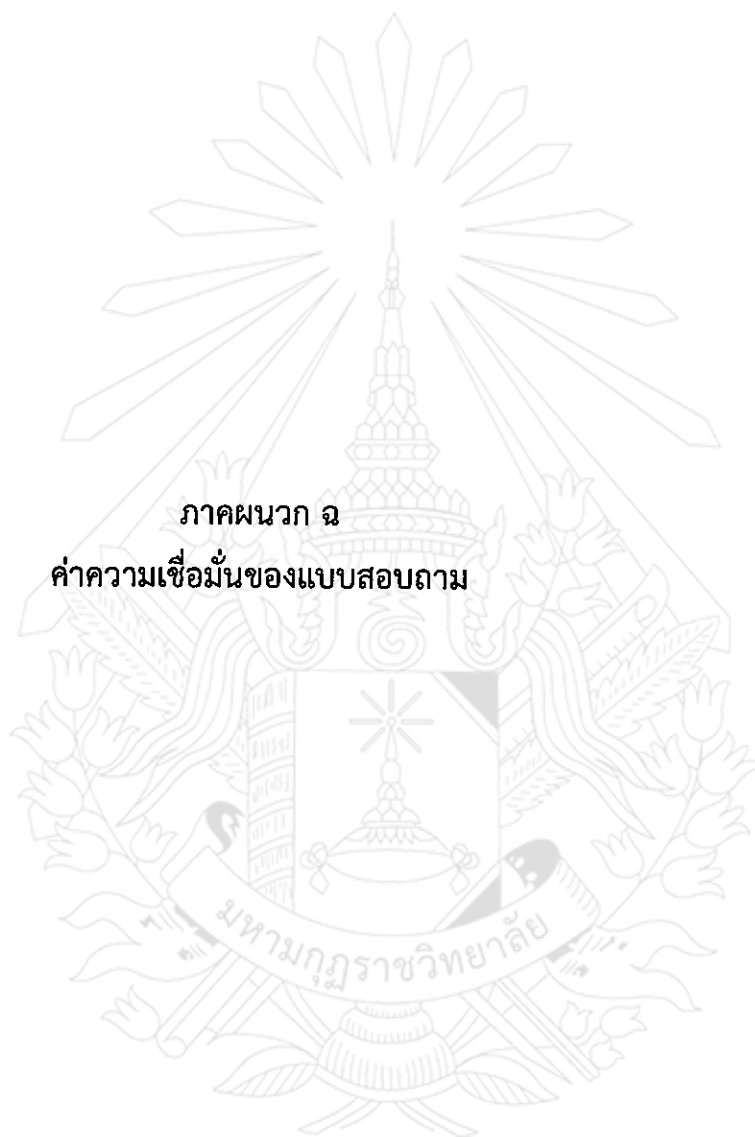 ภาคผนวก ฉ
ค่าความเชื่อมั่นของแบบสอบถาม
มหามกุฏราชวิทยาลัย